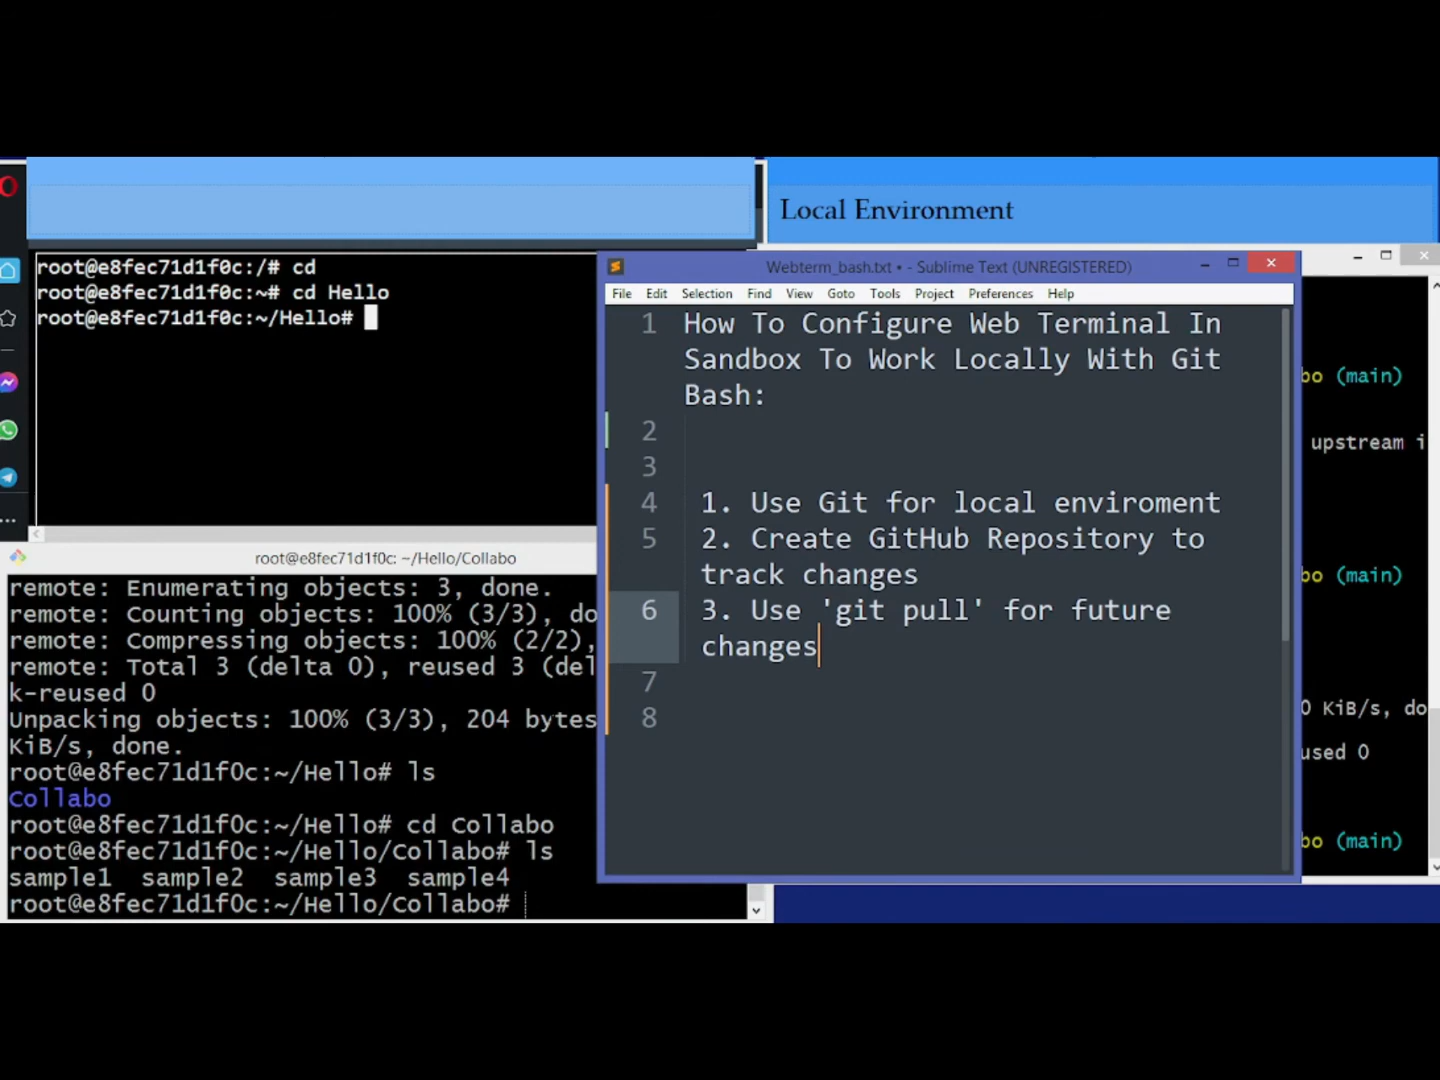 Local Environment
root@e8fec71d1f0c:/# cd
root@e8fec71d1f0c:~# cd Hello
root@e8fec71d1f0c:~/Hello#
root@e8fec71d1f0c: ~/Hello/Collabo
remote: Enumerating objects: 3, done.
remote: Counting objects: 100% (3/3), do
remote: Compressing objects: 100% (2/2),
remote: Total 3 (delta 0), reused 3 (del
k-reused 0
Unpacking objects: 100% (3/3), 204 bytes
KiB/s, done.
root@e8fec71d1f0c:~/Hello# ls
Collabo
root@e8fec71d1f0c:~/Hello# cd Collabo
root@e8fec71d1f0c:~/Hello/Collabo# ls
sample1 sample2 sample3 sample4
root@e8fec71d1f0c:~/Hello/Collabo#
Webterm_bash.txt • - Sublime Text (UNREGISTERED)
File Edit Selection Find View Goto Tools Project Preferences Help
1 How To Configure Web Terminal In
Sandbox To Work Locally With Git
Bash:
2
3
4 1. Use Git for local enviroment
5 2. Create GitHub Repository to
track changes
6 3. Use 'git pull' for future
changes
7
8
bo (main)
upstream i
bo (main)
0 KiB/s, do
used 0
bo (main)